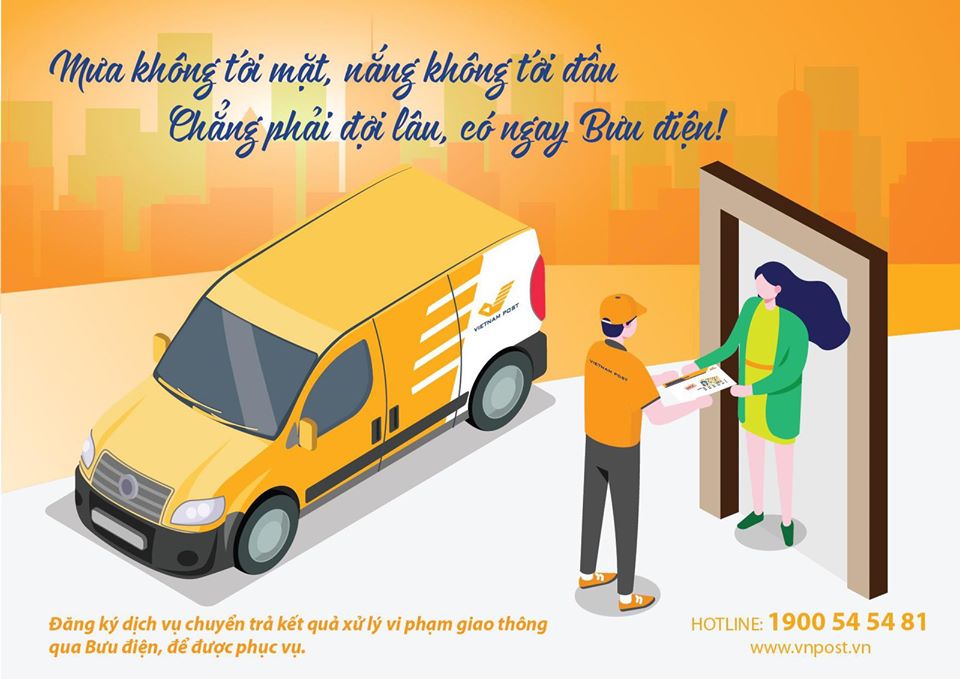 Mưa không tới mặt, nắng không tới đầu
Chẳng phải đợi lâu, có ngay Bưu điện!
VIETNAM POST
VIETNAM POST
Đăng ký dịch vụ chuyển trả kết quả xử lý vi phạm giao thông
qua Bưu điện, để được phục vụ.
HOTLINE: 1900 54 54 81
www.vnpost.vn